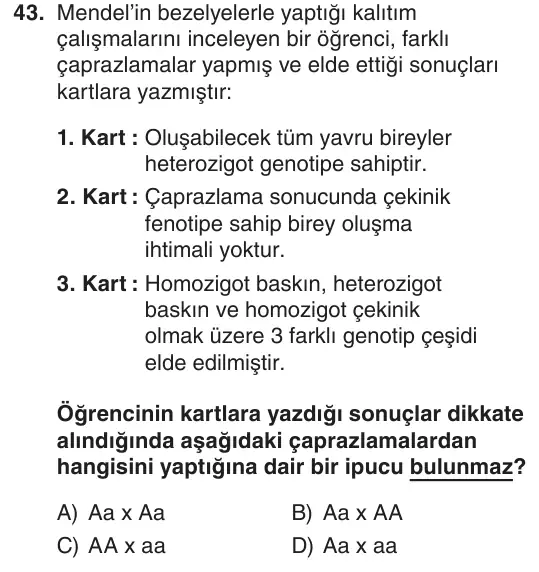 43. Mendel'in bezelyelerle yaptığı kalıtım
çalışmalarını inceleyen bir öğrenci, farklı
çaprazlamalar yapmış ve elde ettiği sonuçları
kartlara yazmıştır:
1. Kart : Oluşabilecek tüm yavru bireyler
heterozigot genotipe sahiptir.
2. Kart : Çaprazlama sonucunda çekinik
fenotipe sahip birey oluşma
ihtimali yoktur.
3. Kart : Homozigot baskın, heterozigot
baskın ve homozigot çekinik
olmak üzere 3 farklı genotip çeşidi
elde edilmiştir.
Öğrencinin kartlara yazdığı sonuçlar dikkate
alındığında aşağıdaki çaprazlamalardan
hangisini yaptığına dair bir ipucu bulunmaz?
A) Aa x Aa B) Aa x AA
C) AA x aa D) Aa x aa